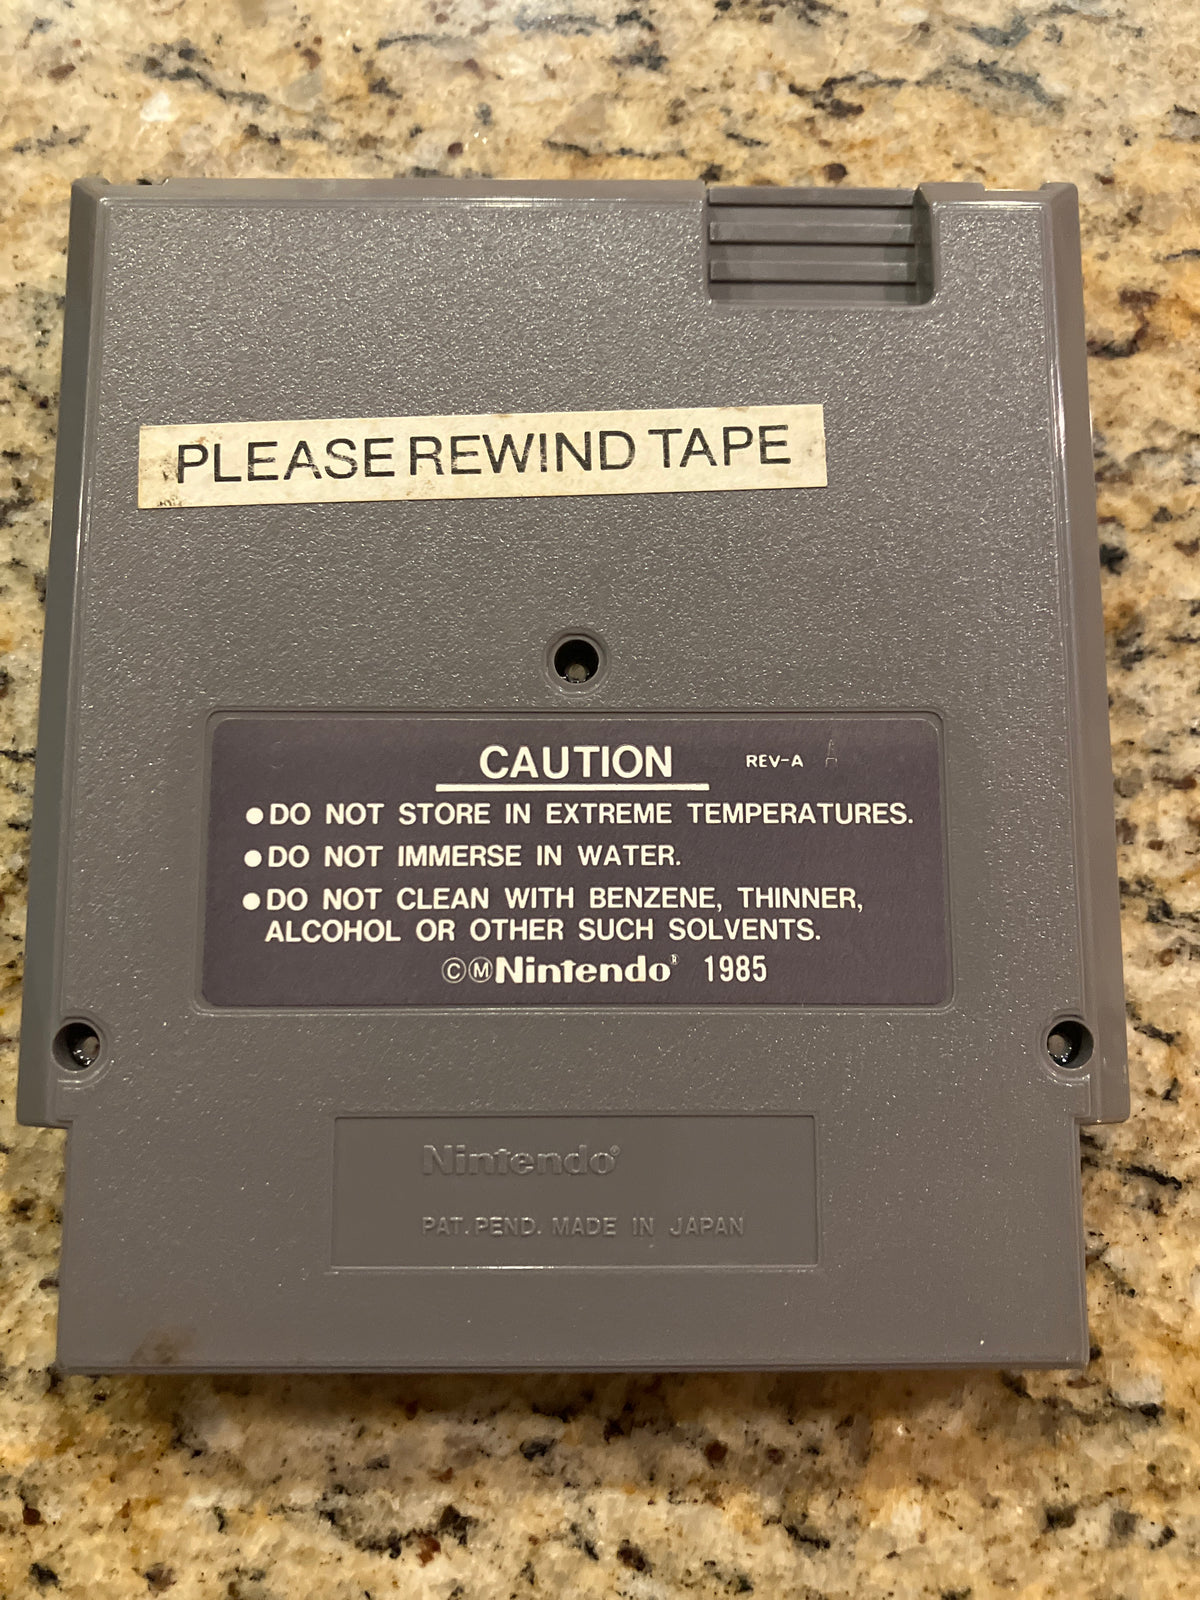 PLEASE REWIND TAPE
CAUTION REV-A A
●DO NOT STORE IN EXTREME TEMPERATURES.
●DO NOT IMMERSE IN WATER.
●DO NOT CLEAN WITH BENZENE, THINNER,
ALCOHOL OR OTHER SUCH SOLVENTS.
©ⓂNintendo® 1985
Nintendo®
PAT. PEND. MADE IN JAPAN